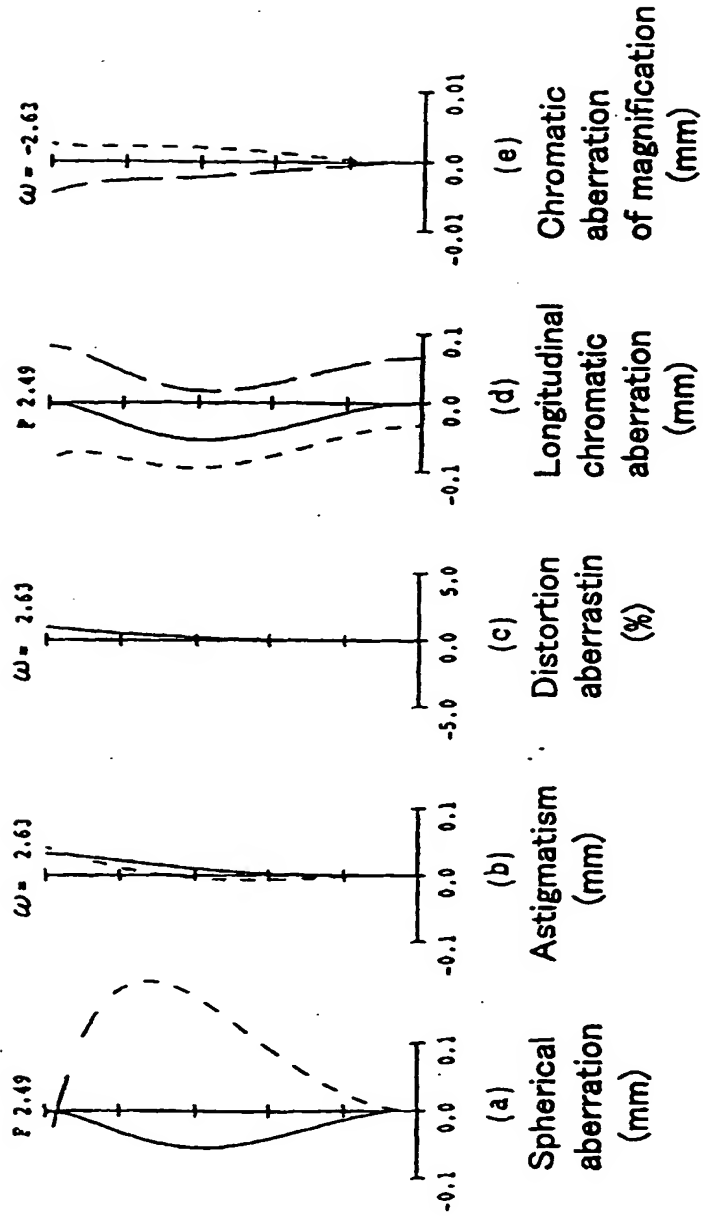 F 2.49
-0.1 0.0 0.1
(a)
Spherical
aberration
(mm)
ω= 2.63
-0.1 0.0 0.1
(b)
Astigmatism
(mm)
ω= 2.63
-5.0 0.0 5.0
(c)
Distortion
aberrastin
(%)
F 2.49
-0.1 0.0 0.1
(d)
Longitudinal
chromatic
aberration
(mm)
ω= -2.63
-0.01 0.0 0.01
(e)
Chromatic
aberration
of magnification
(mm)